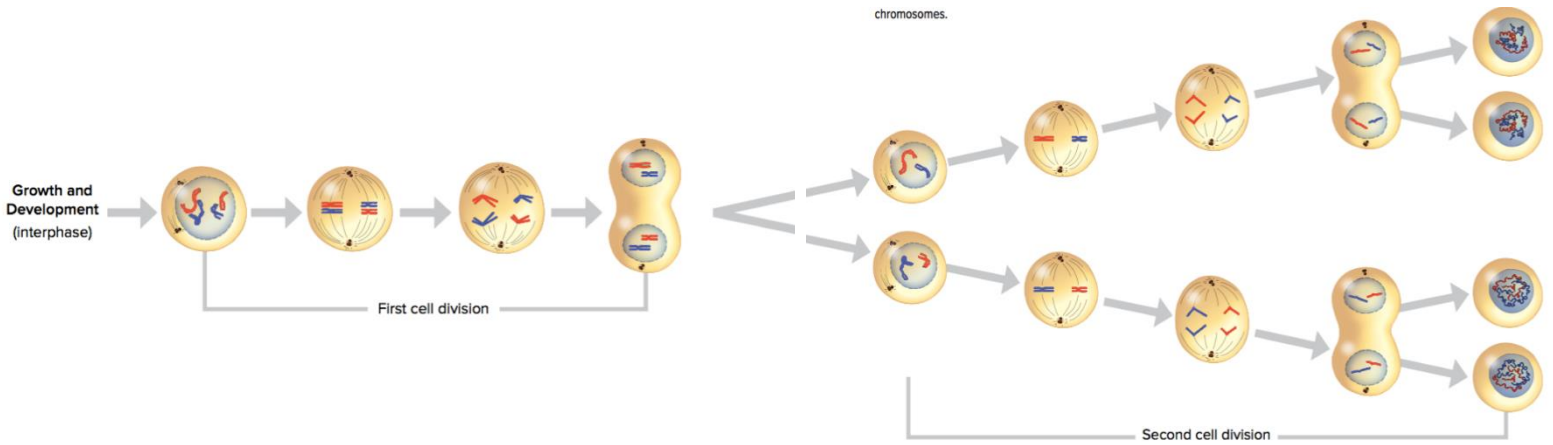 chromosomes.
Growth and
Development
(interphase)
First cell division
Second cell division